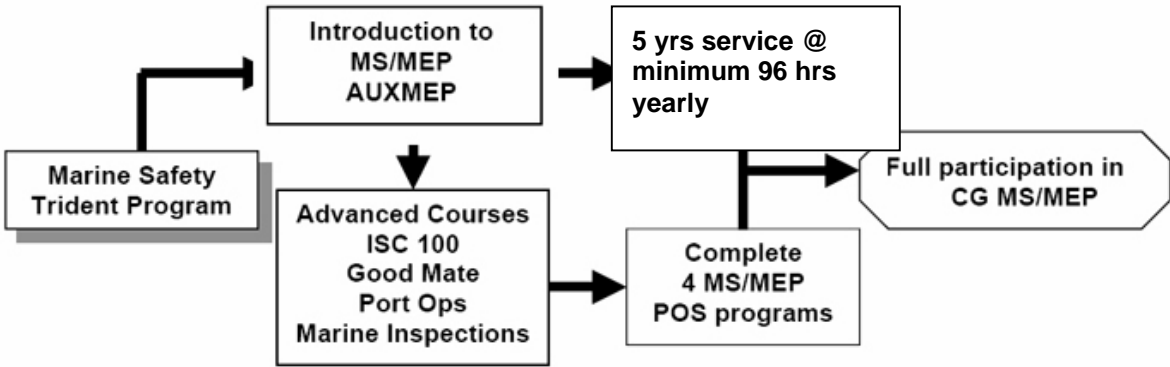 Marine Safety
Trident Program
Introduction to
MS/MEP
AUXMEP
5 yrs service @
minimum 96 hrs
yearly
Advanced Courses
ISC 100
Good Mate
Port Ops
Marine Inspections
Complete
4 MS/MEP
POS programs
Full participation in
CG MS/MEP